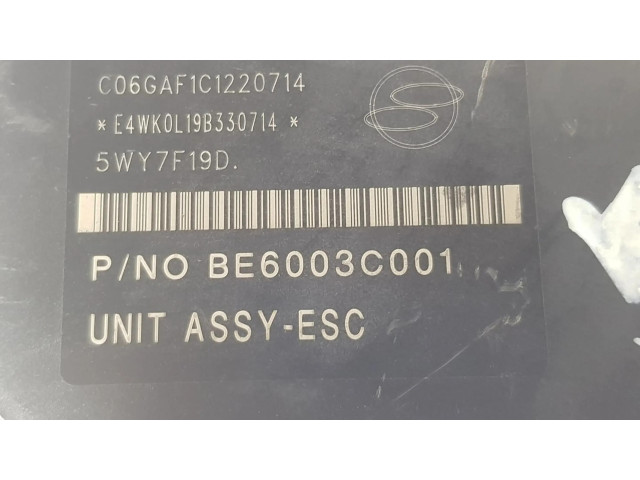 C06GAF1C1220714
* E4WK0L19B330714 *
5WY7F19D.
P/NO BE6003C001
UNIT ASSY-ESC